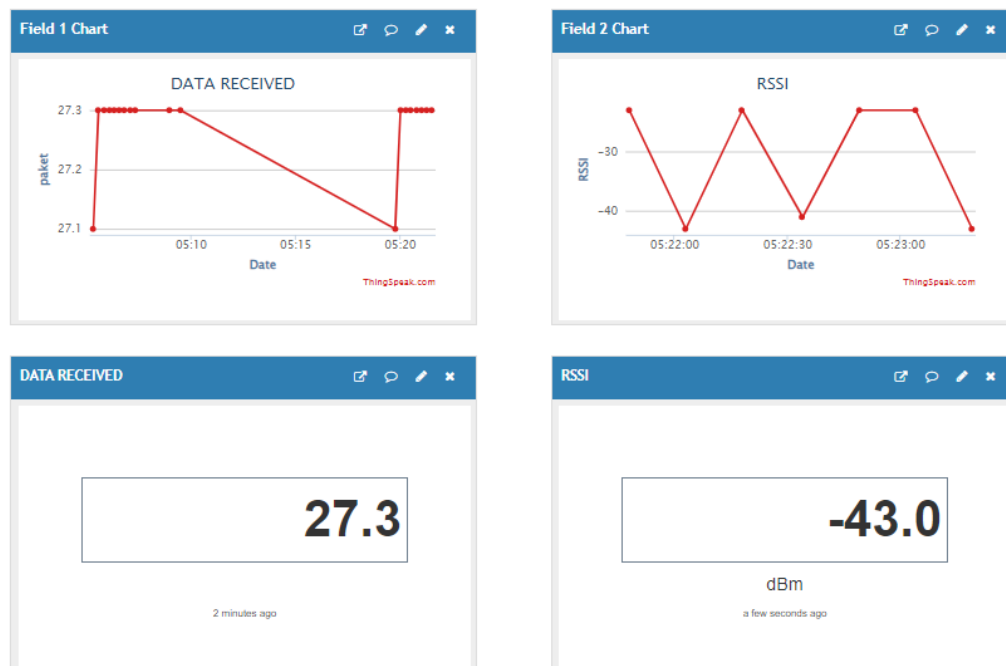 Field 1 Chart
DATA RECEIVED
27.3
27.2
27.1
paket
05:10 05:15 05:20
Date
ThingSpeak.com
Field 2 Chart
RSSI
-30
-40
RSSI
05:22:00 05:22:30 05:23:00
Date
ThingSpeak.com
DATA RECEIVED
27.3
2 minutes ago
RSSI
-43.0
dBm
a few seconds ago